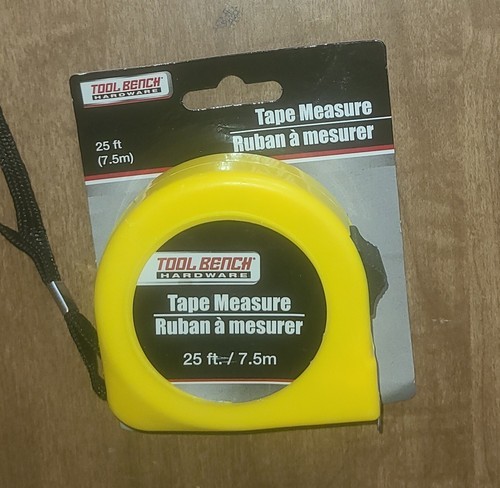 TOOL BENCH
HARDWARE
Tape Measure
Ruban à mesurer
25 ft
(7.5m)
TOOL BENCH
HARDWARE
Tape Measure
Ruban à mesurer
25 ft. / 7.5m